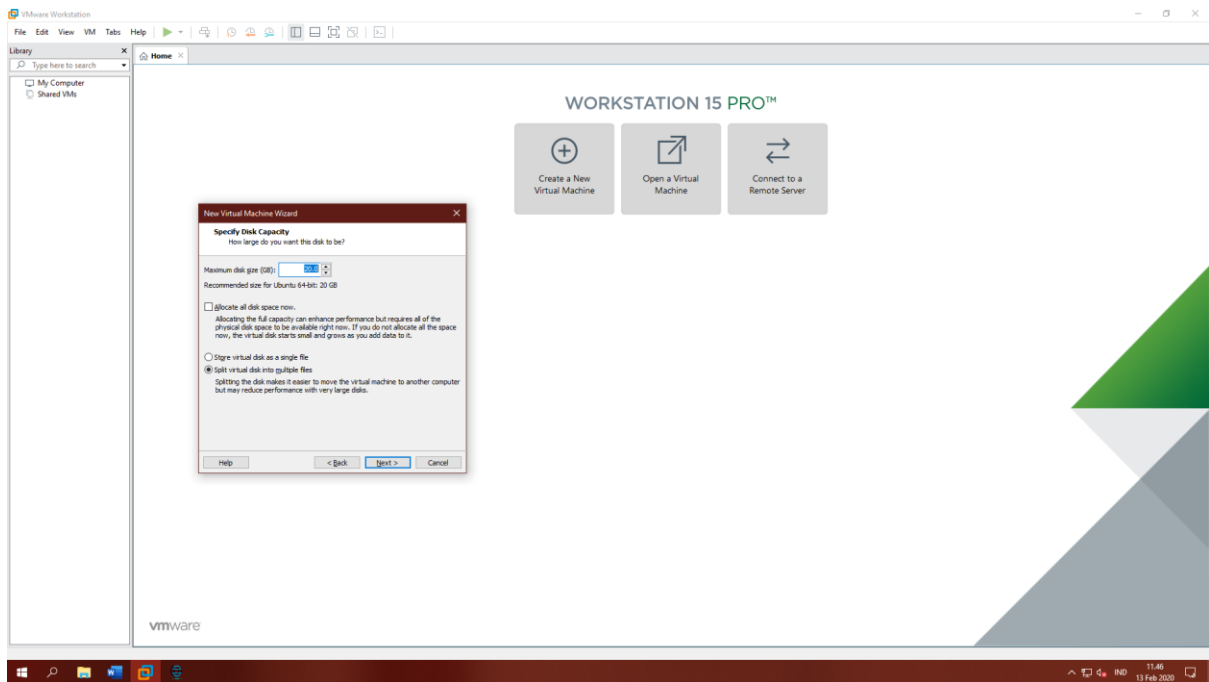 VMware Workstation
File Edit View VM Tabs Help
Library
Type here to search
My Computer
Shared VMs
Home
WORKSTATION 15 PRO™
Create a New
Virtual Machine
Open a Virtual
Machine
Connect to a
Remote Server
New Virtual Machine Wizard
Specify Disk Capacity
How large do you want this disk to be?
Maximum disk size (GB): 20.0
Recommended size for Ubuntu 64-bit: 20 GB
Allocate all disk space now.
Allocating the full capacity can enhance performance but requires all of the
physical disk space to be available right now. If you do not allocate all the space
now, the virtual disk starts small and grows as you add data to it.
Store virtual disk as a single file
Split virtual disk into multiple files
Splitting the disk makes it easier to move the virtual machine to another computer
but may reduce performance with very large disks.
Help < Back Next > Cancel
vmware
IND 11.46
13 Feb 2020